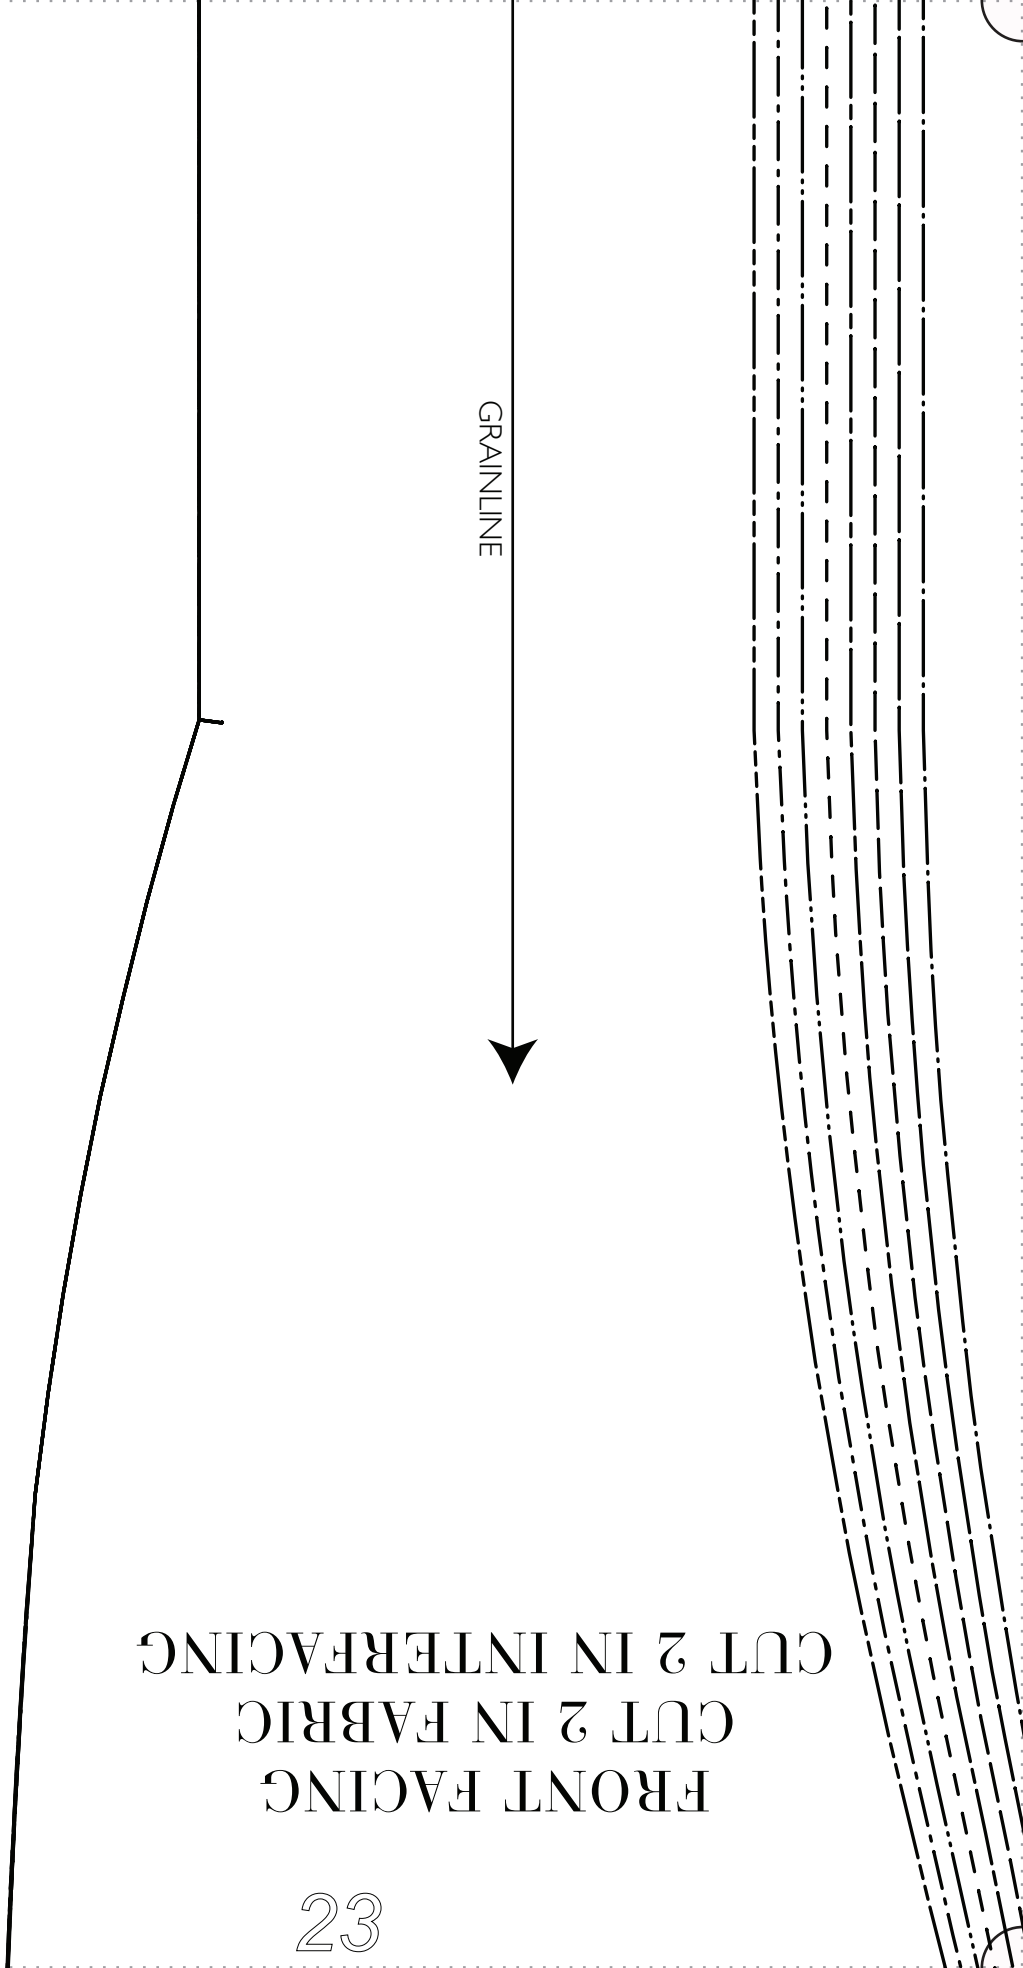 GRAINLINE
FRONT FACING
CUT 2 IN FABRIC
CUT 2 IN INTERFACING
23